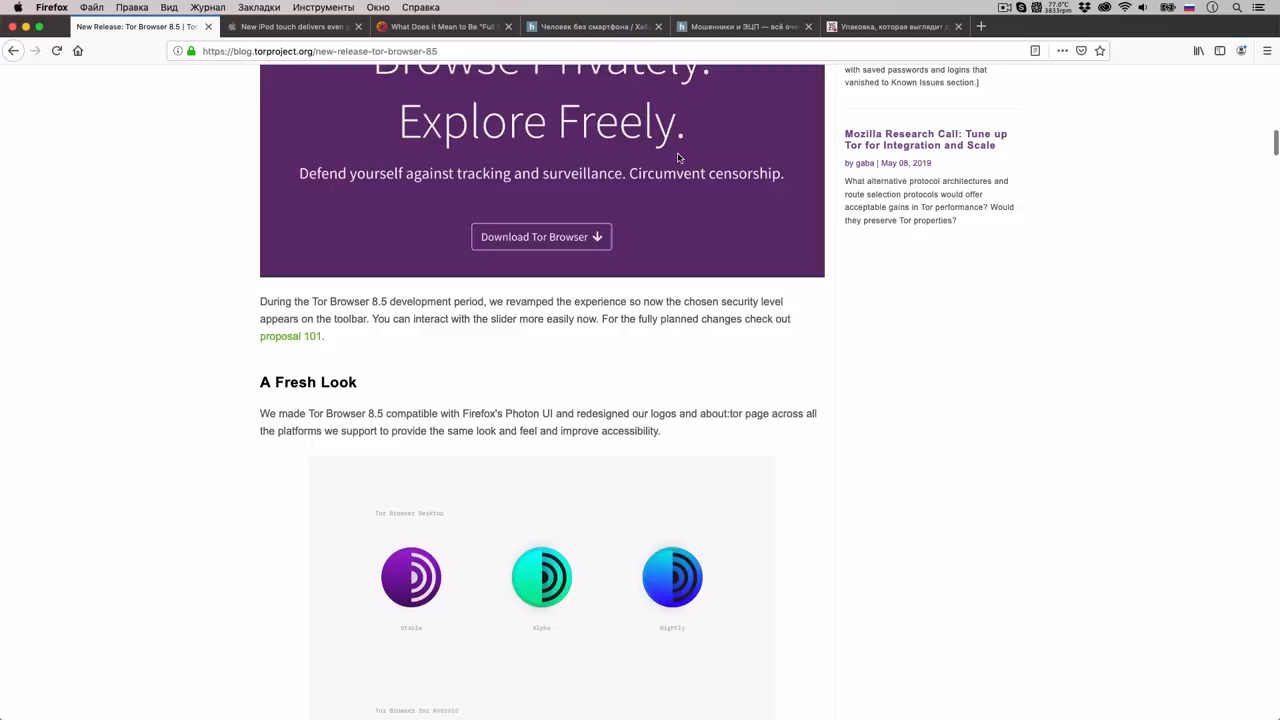 Firefox Файл Правка Вид Журнал Закладки Инструменты Окно Справка
77.0°C
3833rpm
New Release: Tor Browser 8.5 | Tor
New iPod touch delivers even g
What Does it Mean to Be "Full S
Человек без смартфона / Хаб
Мошенники и ЭЦП — всё оче
Упаковка, которая выглядит д
https://blog.torproject.org/new-release-tor-browser-85
Browse Privately.
Explore Freely.
Defend yourself against tracking and surveillance. Circumvent censorship.
Download Tor Browser
During the Tor Browser 8.5 development period, we revamped the experience so now the chosen security level
appears on the toolbar. You can interact with the slider more easily now. For the fully planned changes check out
proposal 101.
A Fresh Look
We made Tor Browser 8.5 compatible with Firefox's Photon UI and redesigned our logos and about:tor page across all
the platforms we support to provide the same look and feel and improve accessibility.
Tor Browser Desktop
Stable
Alpha
Nightly
Tor Browser for Android
with saved passwords and logins that
vanished to Known Issues section.]
Mozilla Research Call: Tune up
Tor for Integration and Scale
by gaba | May 08, 2019
What alternative protocol architectures and
route selection protocols would offer
acceptable gains in Tor performance? Would
they preserve Tor properties?